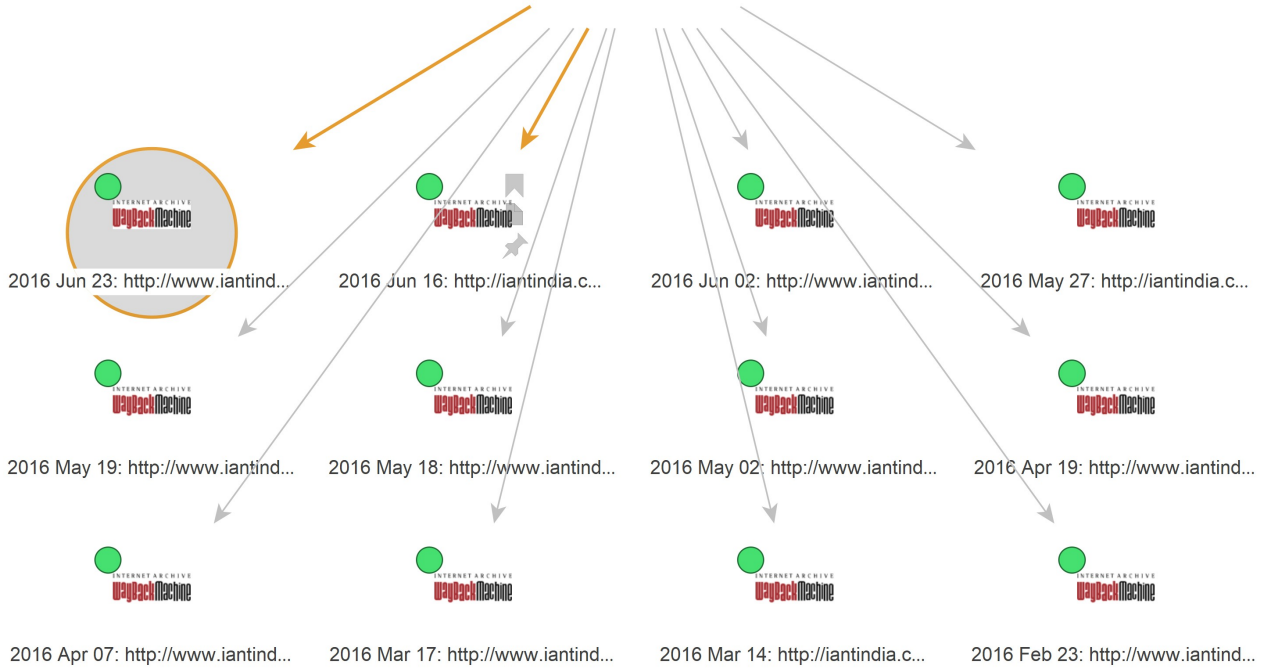 INTERNET ARCHIVE
WayBackMachine
2016 Jun 23: http://www.iantind...
INTERNET ARCHIVE
WayBackMachine
2016 Jun 16: http://iantindia.c...
INTERNET ARCHIVE
WayBackMachine
2016 Jun 02: http://www.iantind...
INTERNET ARCHIVE
WayBackMachine
2016 May 27: http://iantindia.c...
INTERNET ARCHIVE
WayBackMachine
2016 May 19: http://www.iantind...
INTERNET ARCHIVE
WayBackMachine
2016 May 18: http://www.iantind...
INTERNET ARCHIVE
WayBackMachine
2016 May 02: http://www.iantind...
INTERNET ARCHIVE
WayBackMachine
2016 Apr 19: http://www.iantind...
INTERNET ARCHIVE
WayBackMachine
2016 Apr 07: http://www.iantind...
INTERNET ARCHIVE
WayBackMachine
2016 Mar 17: http://www.iantind...
INTERNET ARCHIVE
WayBackMachine
2016 Mar 14: http://iantindia.c...
INTERNET ARCHIVE
WayBackMachine
2016 Feb 23: http://www.iantind...